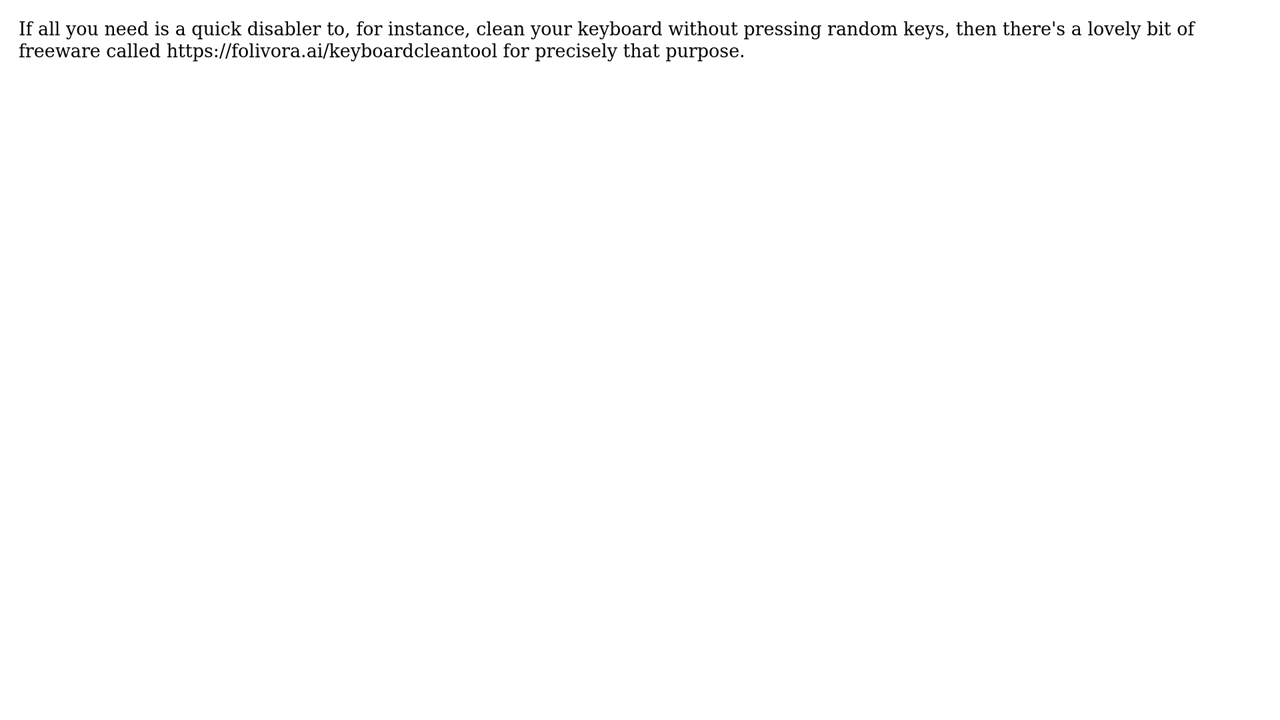 If all you need is a quick disabler to, for instance, clean your keyboard without pressing random keys, then there's a lovely bit of
freeware called https://folivora.ai/keyboardcleantool for precisely that purpose.